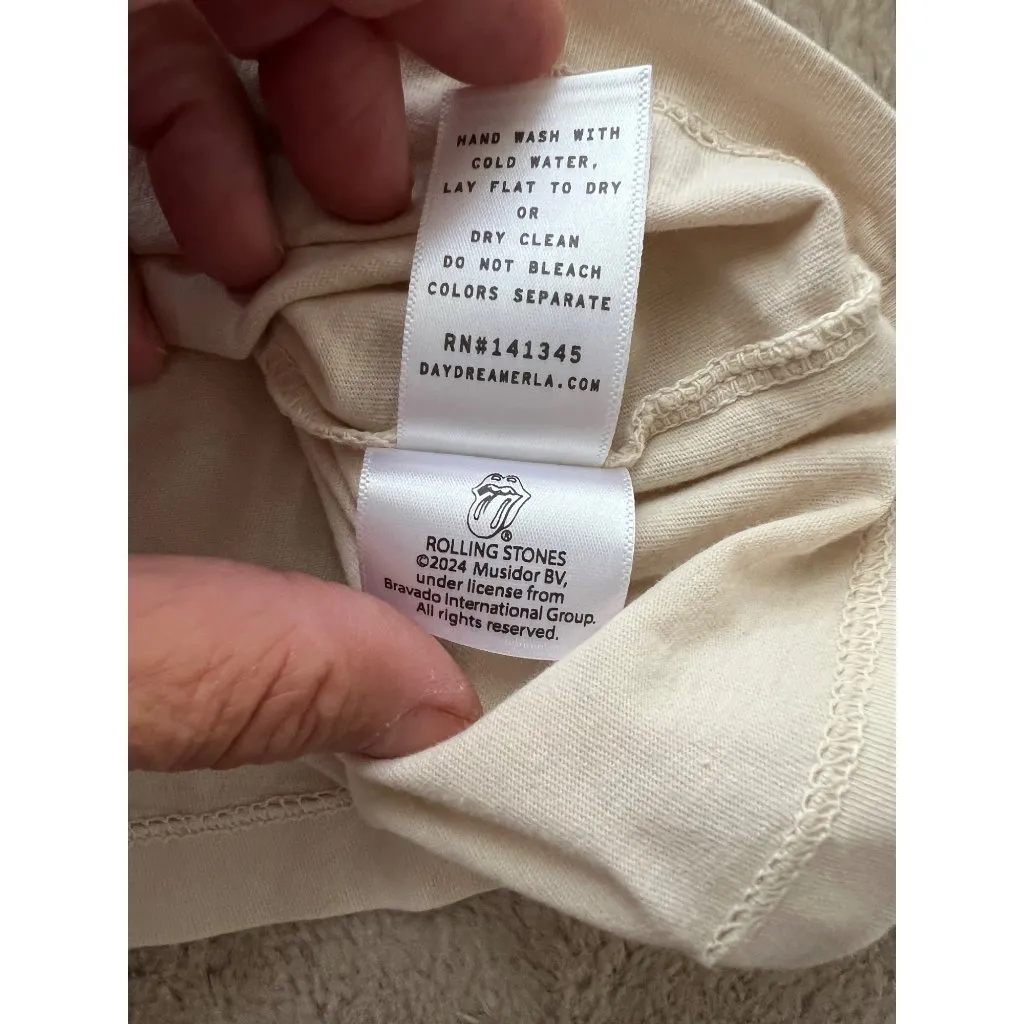 HAND WASH WITH
COLD WATER,
LAY FLAT TO DRY
OR
DRY CLEAN
DO NOT BLEACH
COLORS SEPARATE
RN#141345
DAYDREAMERLA.COM
®
ROLLING STONES
©2024 Musidor BV,
under license from
Bravado International Group.
All rights reserved.